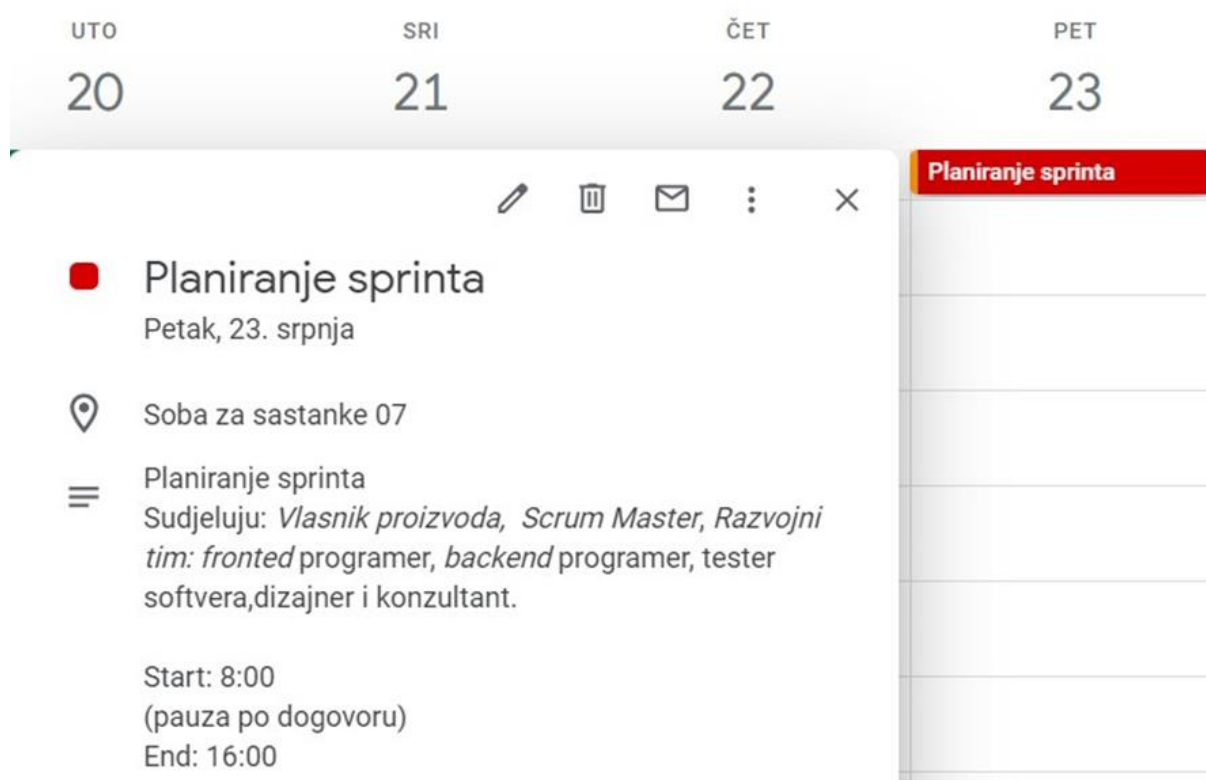 UTO SRI ČET PET
20 21 22 23
Planiranje sprinta
Planiranje sprinta
Petak, 23. srpnja
Soba za sastanke 07
Planiranje sprinta
Sudjeluju: Vlasnik proizvoda,  Scrum Master, Razvojni
tim: fronted programer, backend programer, tester
softvera,dizajner i konzultant.
Start: 8:00
(pauza po dogovoru)
End: 16:00